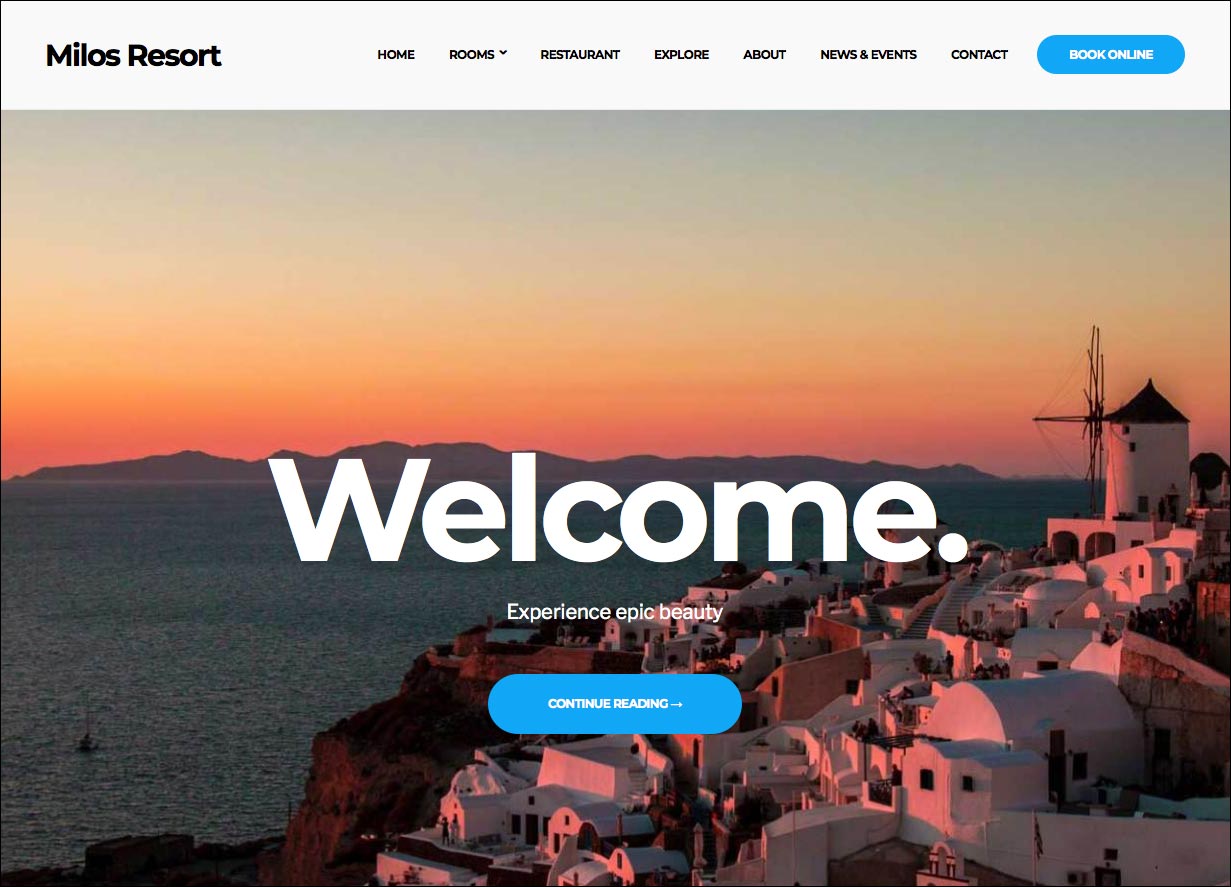 Milos Resort
HOME ROOMS RESTAURANT EXPLORE ABOUT NEWS & EVENTS CONTACT BOOK ONLINE
Welcome.
Experience epic beauty
CONTINUE READING →